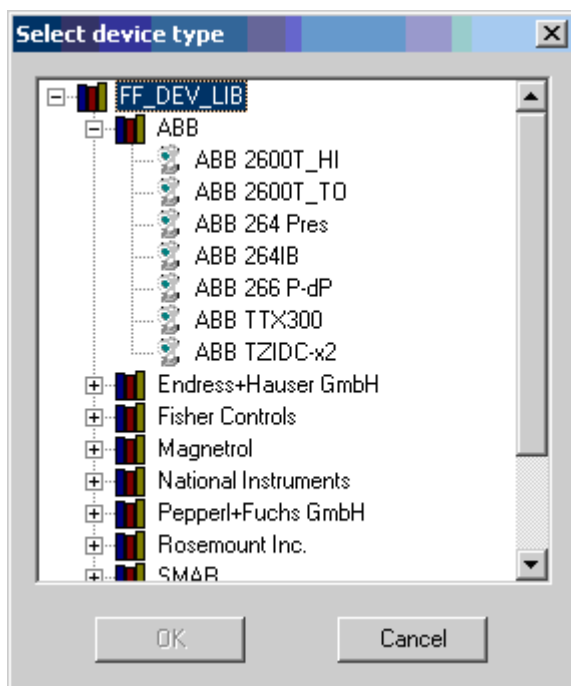 Select device type
FF_DEV_LIB
ABB
ABB 2600T_HI
ABB 2600T_TO
ABB 264 Pres
ABB 264IB
ABB 266 P-dP
ABB TTX300
ABB TZIDC-x2
Endress+Hauser GmbH
Fisher Controls
Magnetrol
National Instruments
Pepperl+Fuchs GmbH
Rosemount Inc.
SMAR
OK
Cancel